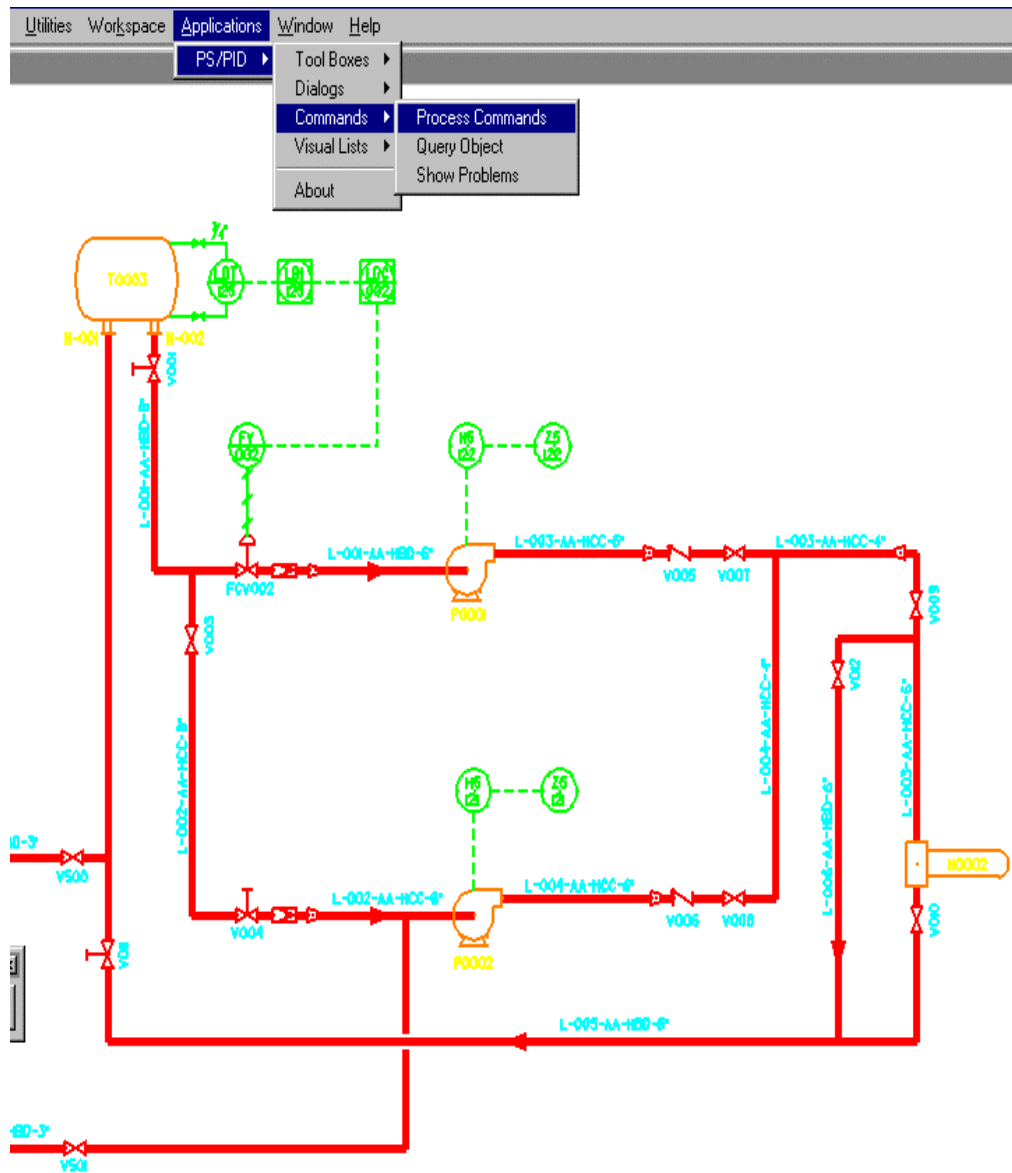 Utilities Workspace Applications Window Help
PS/PID
Tool Boxes
Dialogs
Commands
Visual Lists
About
Process Commands
Query Object
Show Problems
T0003
N-001
N-002
V001
L-001-AA-HBD-8"
FCV002
L-001-AA-HBD-6"
P0001
L-003-AA-HCC-6"
V005
V007
L-003-AA-HCC-4"
V009
V003
V012
L-002-AA-HCC-8"
L-004-AA-HCC-4"
L-006-AA-HBD-6"
L-003-AA-HCC-6"
H0002
V500
V004
L-002-AA-HCC-6"
P0002
L-004-AA-HCC-6"
V006
V008
V010
V011
L-005-AA-HBD-6"
-HBD-3"
V501